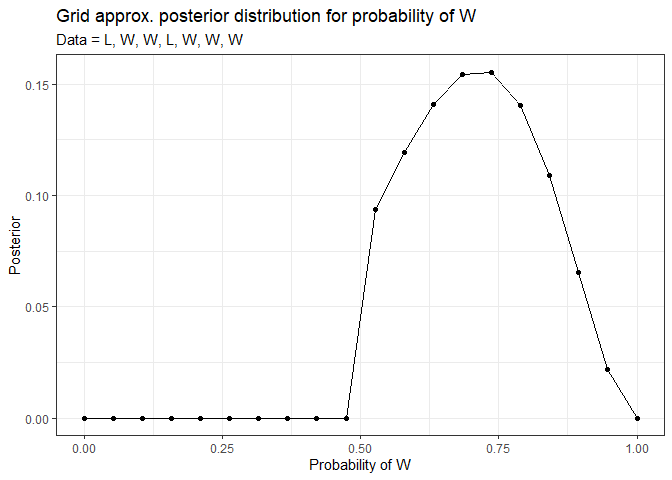 Grid approx. posterior distribution for probability of W
Data = L, W, W, L, W, W, W
0.15
0.10
0.05
0.00
Posterior
0.00 0.25 0.50 0.75 1.00
Probability of W